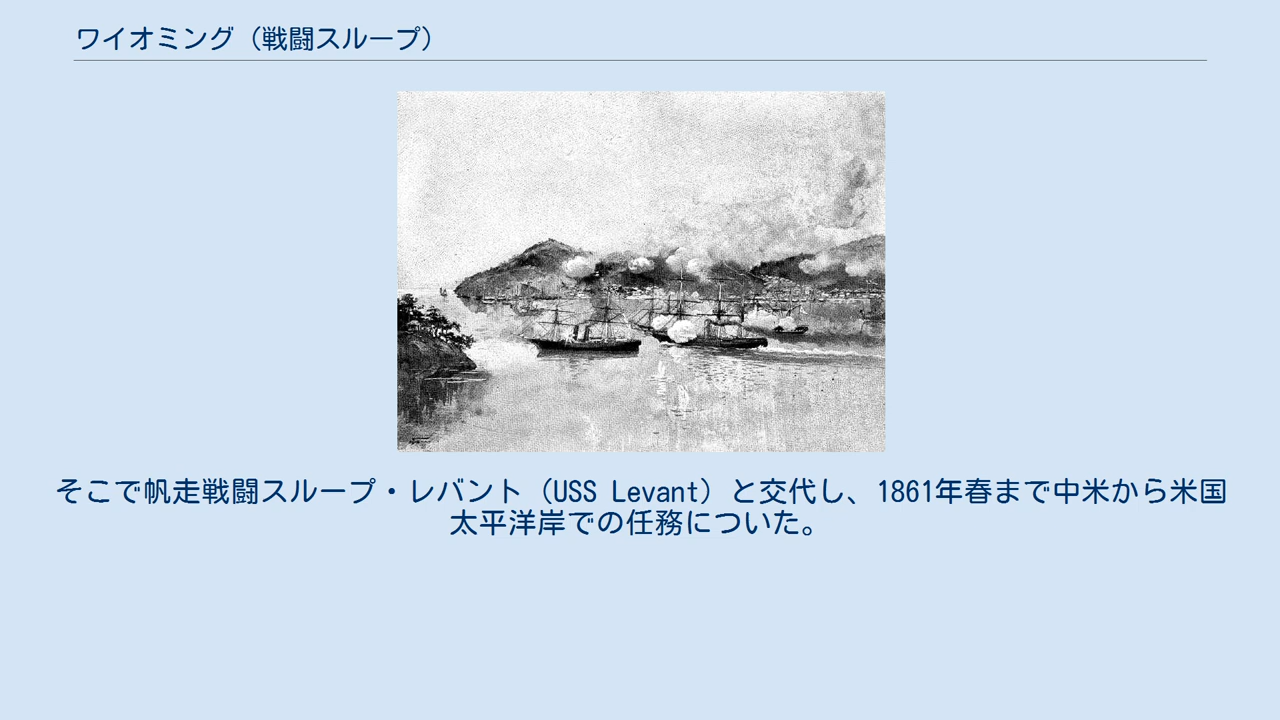 ワイオミング（戦闘スループ）
そこで帆走戦闘スループ・レバント（USS Levant）と交代し、1861年春まで中米から米国
太平洋岸での任務についた。